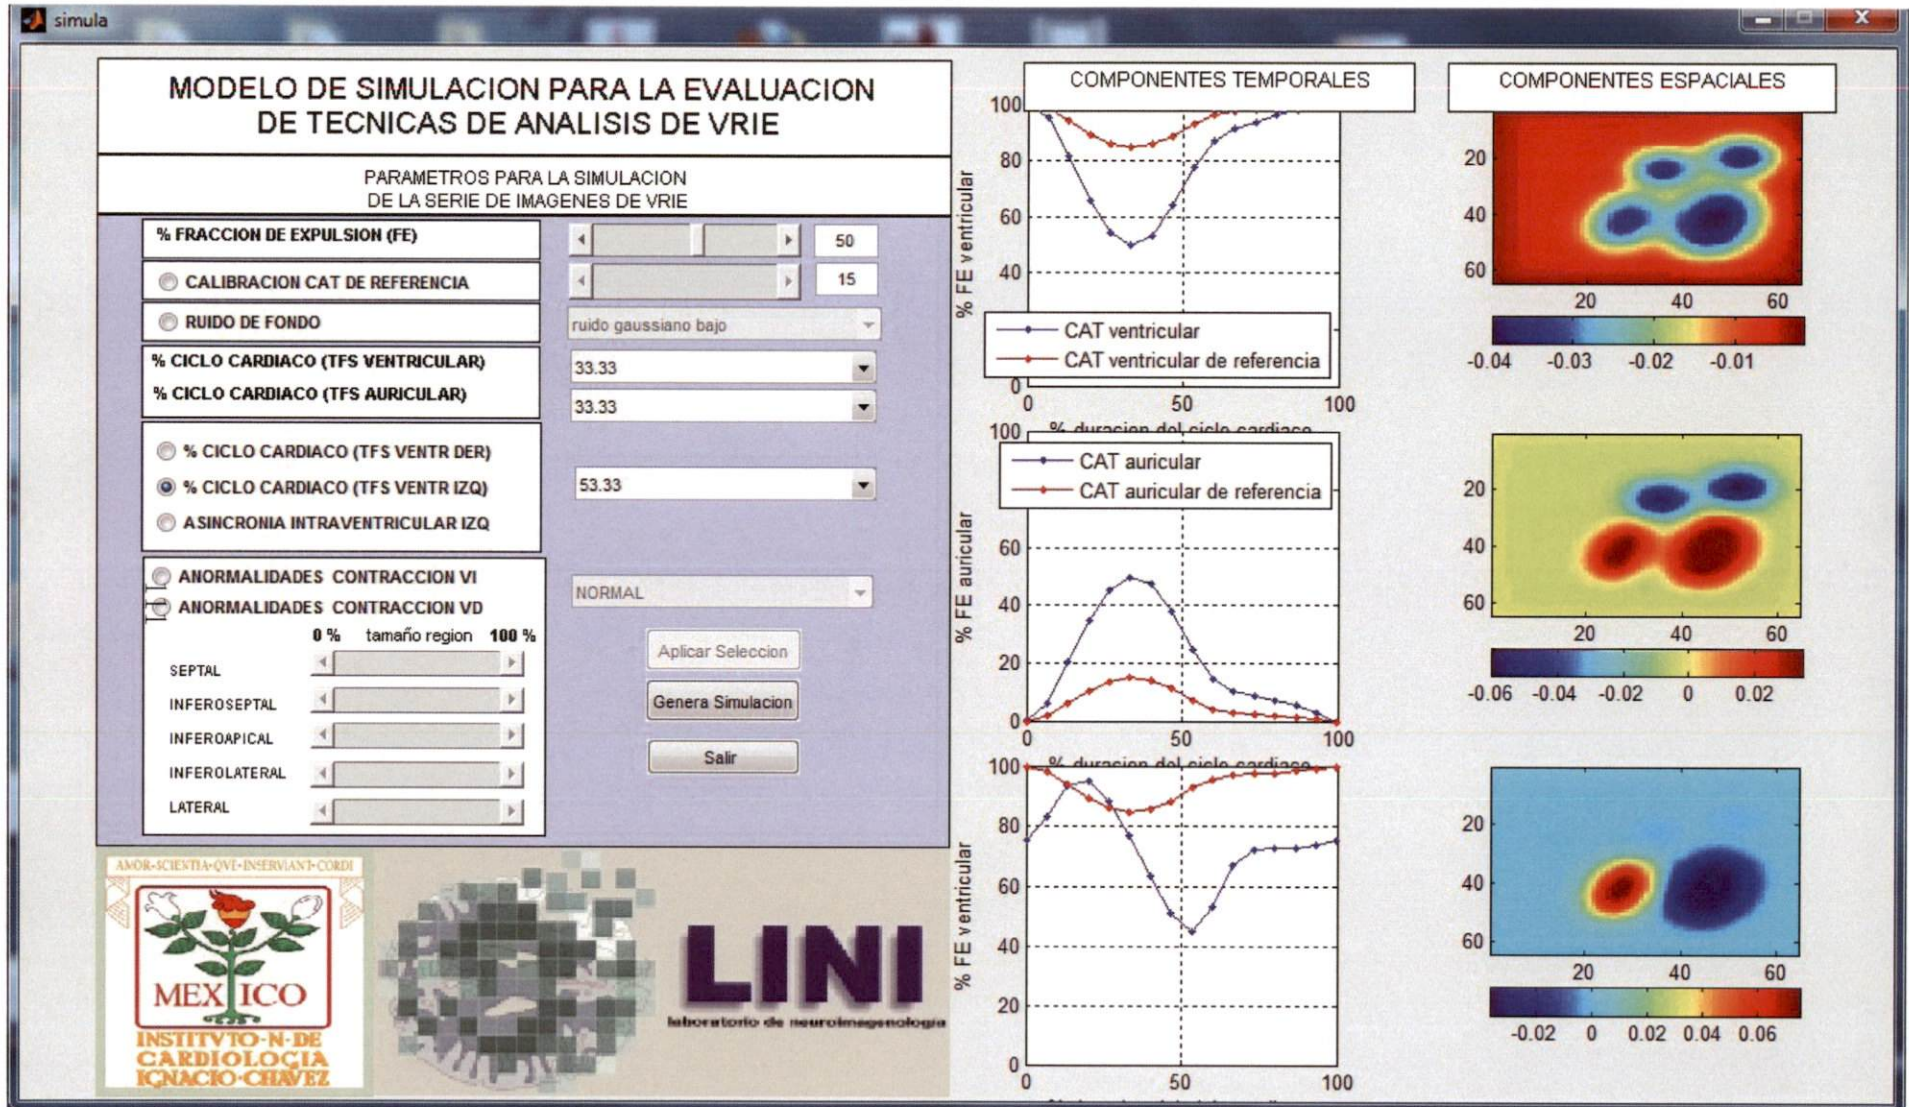 simula
MODELO DE SIMULACION PARA LA EVALUACION
DE TECNICAS DE ANALISIS DE VRIE
PARAMETROS PARA LA SIMULACION
DE LA SERIE DE IMAGENES DE VRIE
% FRACCION DE EXPULSION (FE)
50
CALIBRACION CAT DE REFERENCIA
15
RUIDO DE FONDO
ruido gaussiano bajo
% CICLO CARDIACO (TFS VENTRICULAR)
33.33
% CICLO CARDIACO (TFS AURICULAR)
33.33
% CICLO CARDIACO (TFS VENTR DER)
% CICLO CARDIACO (TFS VENTR IZQ)
53.33
ASINCRONIA INTRAVENTRICULAR IZQ
ANORMALIDADES CONTRACCION VI
NORMAL
ANORMALIDADES CONTRACCION VD
0 % tamaño region 100 %
SEPTAL
INFEROSEPTAL
INFEROAPICAL
INFEROLATERAL
LATERAL
Aplicar Seleccion
Genera Simulacion
Salir
AMOR·SCIENTIA·QVE·INSERVIANT·CORDI
MEXICO
INSTITVTO·N·DE
CARDIOLOGIA
IGNACIO·CHAVEZ
LINI
laboratorio de neuroimagenología
COMPONENTES TEMPORALES
100
80
60
40
0
% FE ventricular
CAT ventricular
CAT ventricular de referencia
0 50 100
% duracion del ciclo cardiaco
100
60
40
20
0
% FE auricular
CAT auricular
CAT auricular de referencia
0 50 100
% duracion del ciclo cardiaco
100
80
60
40
20
0
% FE ventricular
0 50 100
COMPONENTES ESPACIALES
20
40
60
20 40 60
-0.04 -0.03 -0.02 -0.01
20
40
60
20 40 60
-0.06 -0.04 -0.02 0 0.02
20
40
60
20 40 60
-0.02 0 0.02 0.04 0.06